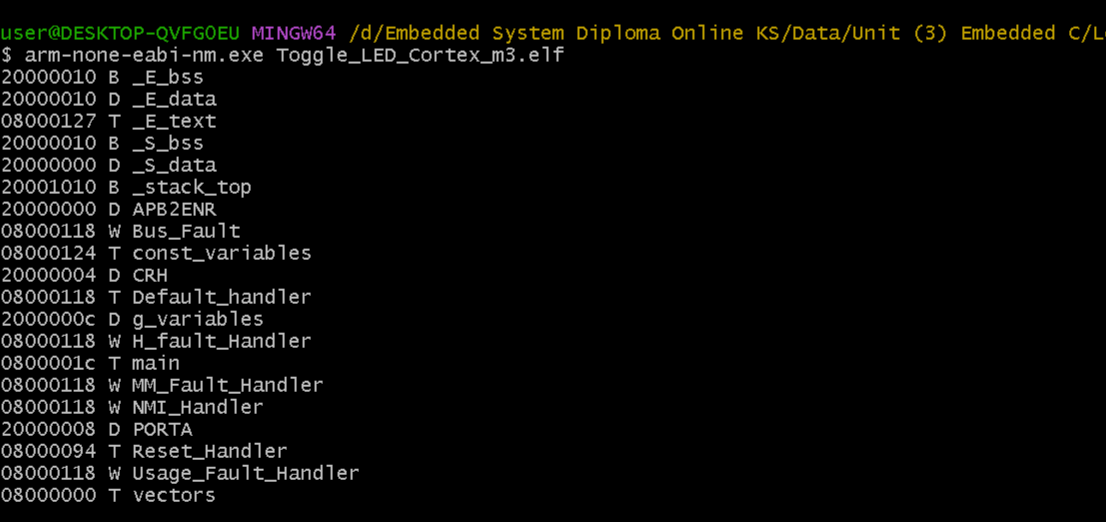 user@DESKTOP-QVFG0EU MINGW64 /d/Embedded System Diploma Online KS/Data/Unit (3) Embedded C/L
$ arm-none-eabi-nm.exe Toggle_LED_Cortex_m3.elf
20000010 B _E_bss
20000010 D _E_data
08000127 T _E_text
20000010 B _S_bss
20000000 D _S_data
20001010 B _stack_top
20000000 D APB2ENR
08000118 W Bus_Fault
08000124 T const_variables
20000004 D CRH
08000118 T Default_handler
2000000c D g_variables
08000118 W H_fault_Handler
0800001c T main
08000118 W MM_Fault_Handler
08000118 W NMI_Handler
20000008 D PORTA
08000094 T Reset_Handler
08000118 W Usage_Fault_Handler
08000000 T vectors